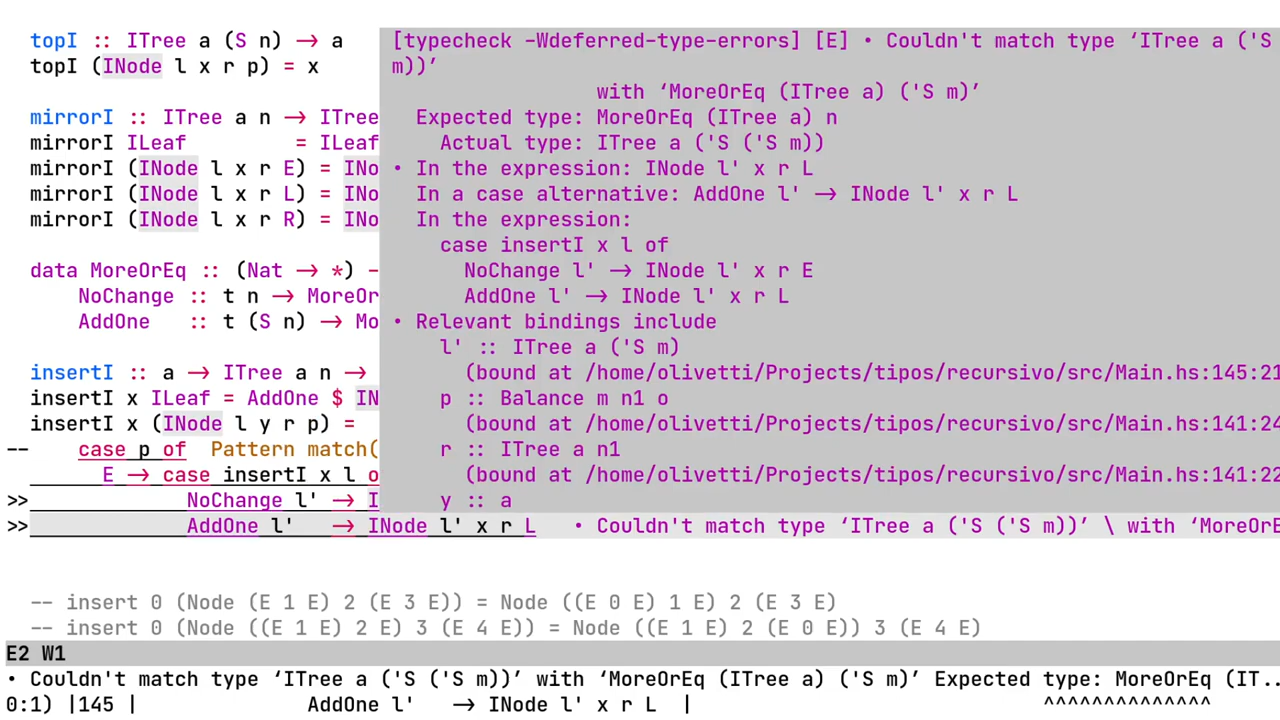 topI :: ITree a (S n) → a
topI (INode l x r p) = x
mirrorI :: ITree a n → ITree
mirrorI ILeaf = ILeaf
mirrorI (INode l x r E) = INo
mirrorI (INode l x r L) = INo
mirrorI (INode l x r R) = INo
data MoreOrEq :: (Nat → *) –
NoChange :: t n → MoreOr
AddOne :: t (S n) → Mo
insertI :: a → ITree a n →
insertI x ILeaf = AddOne $ IN
insertI x (INode l y r p) =
-- case p of Pattern match(
E → case insertI x l o
>> NoChange l' → I
>> AddOne l' → INode l' x r L • Couldn't match type ‘ITree a ('S ('S m))’ \ with ‘MoreOrE
[typecheck -Wdeferred-type-errors] [E] • Couldn't match type ‘ITree a ('S ('S
m))’
with ‘MoreOrEq (ITree a) ('S m)’
Expected type: MoreOrEq (ITree a) n
Actual type: ITree a ('S ('S m))
• In the expression: INode l' x r L
In a case alternative: AddOne l' → INode l' x r L
In the expression:
case insertI x l of
NoChange l' → INode l' x r E
AddOne l' → INode l' x r L
• Relevant bindings include
l' :: ITree a ('S m)
(bound at /home/olivetti/Projects/tipos/recursivo/src/Main.hs:145:21
p :: Balance m n1 o
(bound at /home/olivetti/Projects/tipos/recursivo/src/Main.hs:141:24
r :: ITree a n1
(bound at /home/olivetti/Projects/tipos/recursivo/src/Main.hs:141:22
y :: a
-- insert 0 (Node (E 1 E) 2 (E 3 E)) = Node ((E 0 E) 1 E) 2 (E 3 E)
-- insert 0 (Node ((E 1 E) 2 E) 3 (E 4 E)) = Node ((E 1 E) 2 (E 0 E)) 3 (E 4 E)
E2 W1
• Couldn't match type ‘ITree a ('S ('S m))’ with ‘MoreOrEq (ITree a) ('S m)’ Expected type: MoreOrEq (IT..
0:1) |145 | AddOne l' → INode l' x r L | ^^^^^^^^^^^^^^